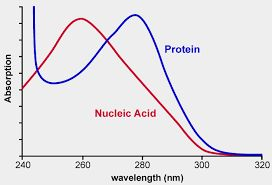 Absorption
Protein
Nucleic Acid
240 260 280 300 320
wavelength (nm)